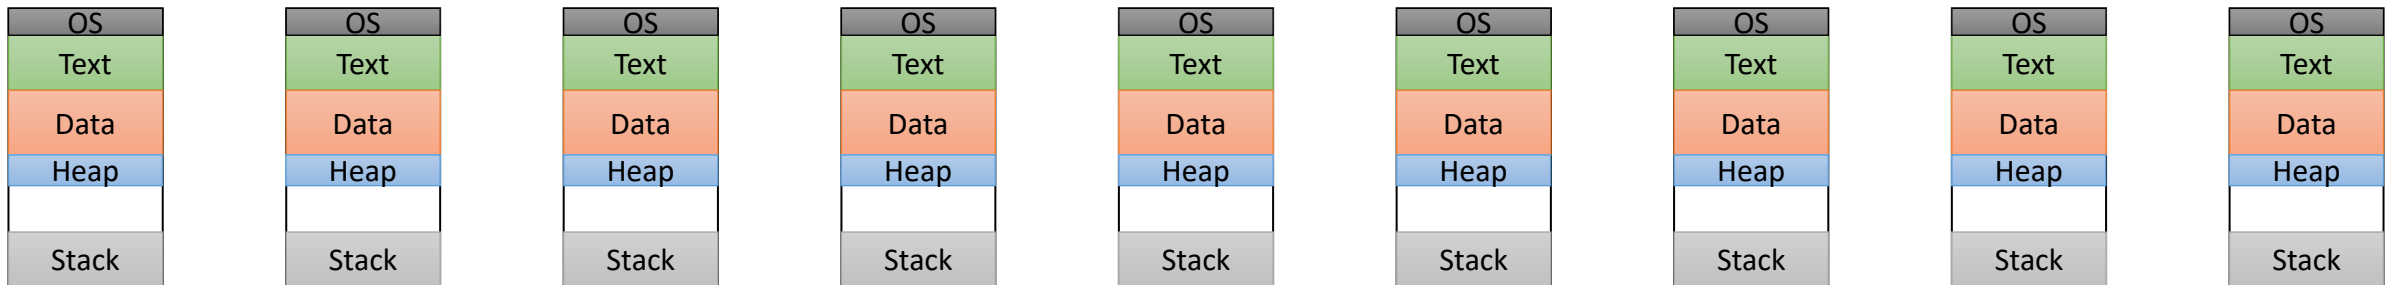 OS OS OS OS OS OS OS OS OS
Text Text Text Text Text Text Text Text Text
Data Data Data Data Data Data Data Data Data
Heap Heap Heap Heap Heap Heap Heap Heap Heap
Stack Stack Stack Stack Stack Stack Stack Stack Stack